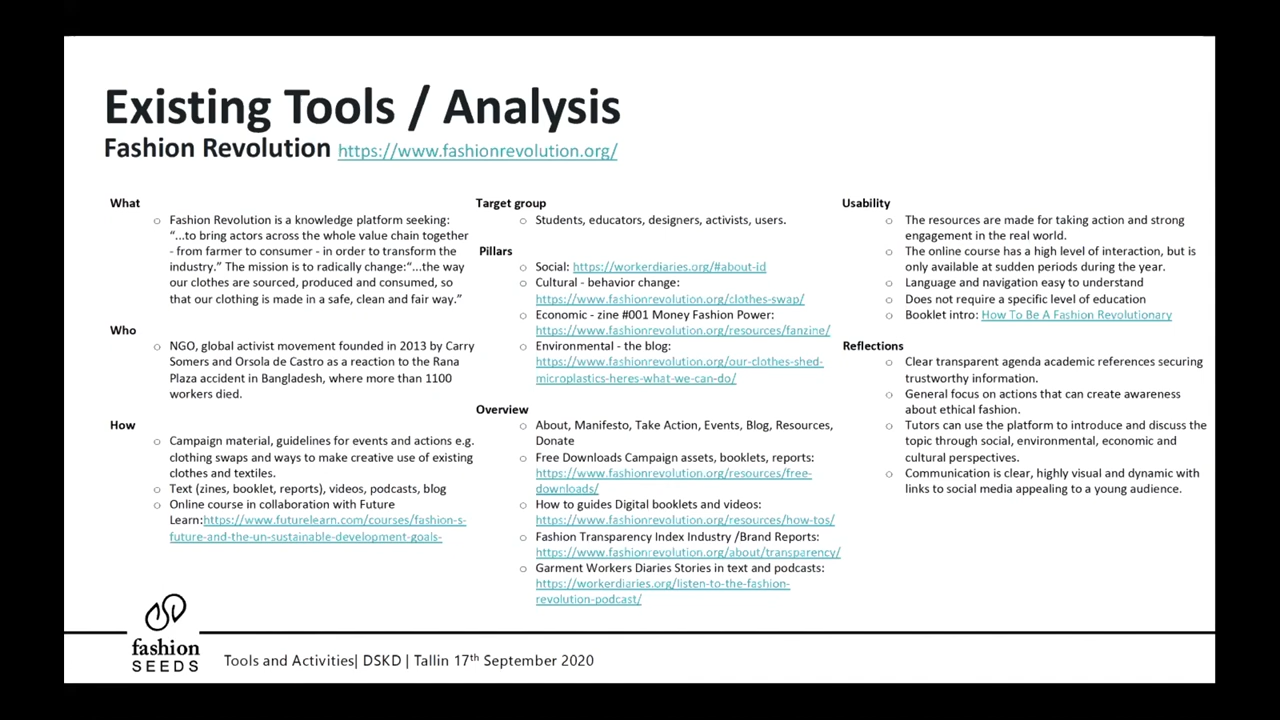 Existing Tools / Analysis
Fashion Revolution https://www.fashionrevolution.org/
What
○ Fashion Revolution is a knowledge platform seeking:
“...to bring actors across the whole value chain together
- from farmer to consumer - in order to transform the
industry.” The mission is to radically change:“...the way
our clothes are sourced, produced and consumed, so
that our clothing is made in a safe, clean and fair way.”
Who
○ NGO, global activist movement founded in 2013 by Carry
Somers and Orsola de Castro as a reaction to the Rana
Plaza accident in Bangladesh, where more than 1100
workers died.
How
○ Campaign material, guidelines for events and actions e.g.
clothing swaps and ways to make creative use of existing
clothes and textiles.
○ Text (zines, booklet, reports), videos, podcasts, blog
○ Online course in collaboration with Future
Learn:https://www.futurelearn.com/courses/fashion-s-
future-and-the-un-sustainable-development-goals-
Target group
○ Students, educators, designers, activists, users.
Pillars
○ Social: https://workerdiaries.org/#about-id
○ Cultural - behavior change:
https://www.fashionrevolution.org/clothes-swap/
○ Economic - zine #001 Money Fashion Power:
https://www.fashionrevolution.org/resources/fanzine/
○ Environmental - the blog:
https://www.fashionrevolution.org/our-clothes-shed-
microplastics-heres-what-we-can-do/
Overview
○ About, Manifesto, Take Action, Events, Blog, Resources,
Donate
○ Free Downloads Campaign assets, booklets, reports:
https://www.fashionrevolution.org/resources/free-
downloads/
○ How to guides Digital booklets and videos:
https://www.fashionrevolution.org/resources/how-tos/
○ Fashion Transparency Index Industry /Brand Reports:
https://www.fashionrevolution.org/about/transparency/
○ Garment Workers Diaries Stories in text and podcasts:
https://workerdiaries.org/listen-to-the-fashion-
revolution-podcast/
Usability
○ The resources are made for taking action and strong
engagement in the real world.
○ The online course has a high level of interaction, but is
only available at sudden periods during the year.
○ Language and navigation easy to understand
○ Does not require a specific level of education
○ Booklet intro: How To Be A Fashion Revolutionary
Reflections
○ Clear transparent agenda academic references securing
trustworthy information.
○ General focus on actions that can create awareness
about ethical fashion.
○ Tutors can use the platform to introduce and discuss the
topic through social, environmental, economic and
cultural perspectives.
○ Communication is clear, highly visual and dynamic with
links to social media appealing to a young audience.
fashion
SEEDS
Tools and Activities| DSKD | Tallin 17th September 2020